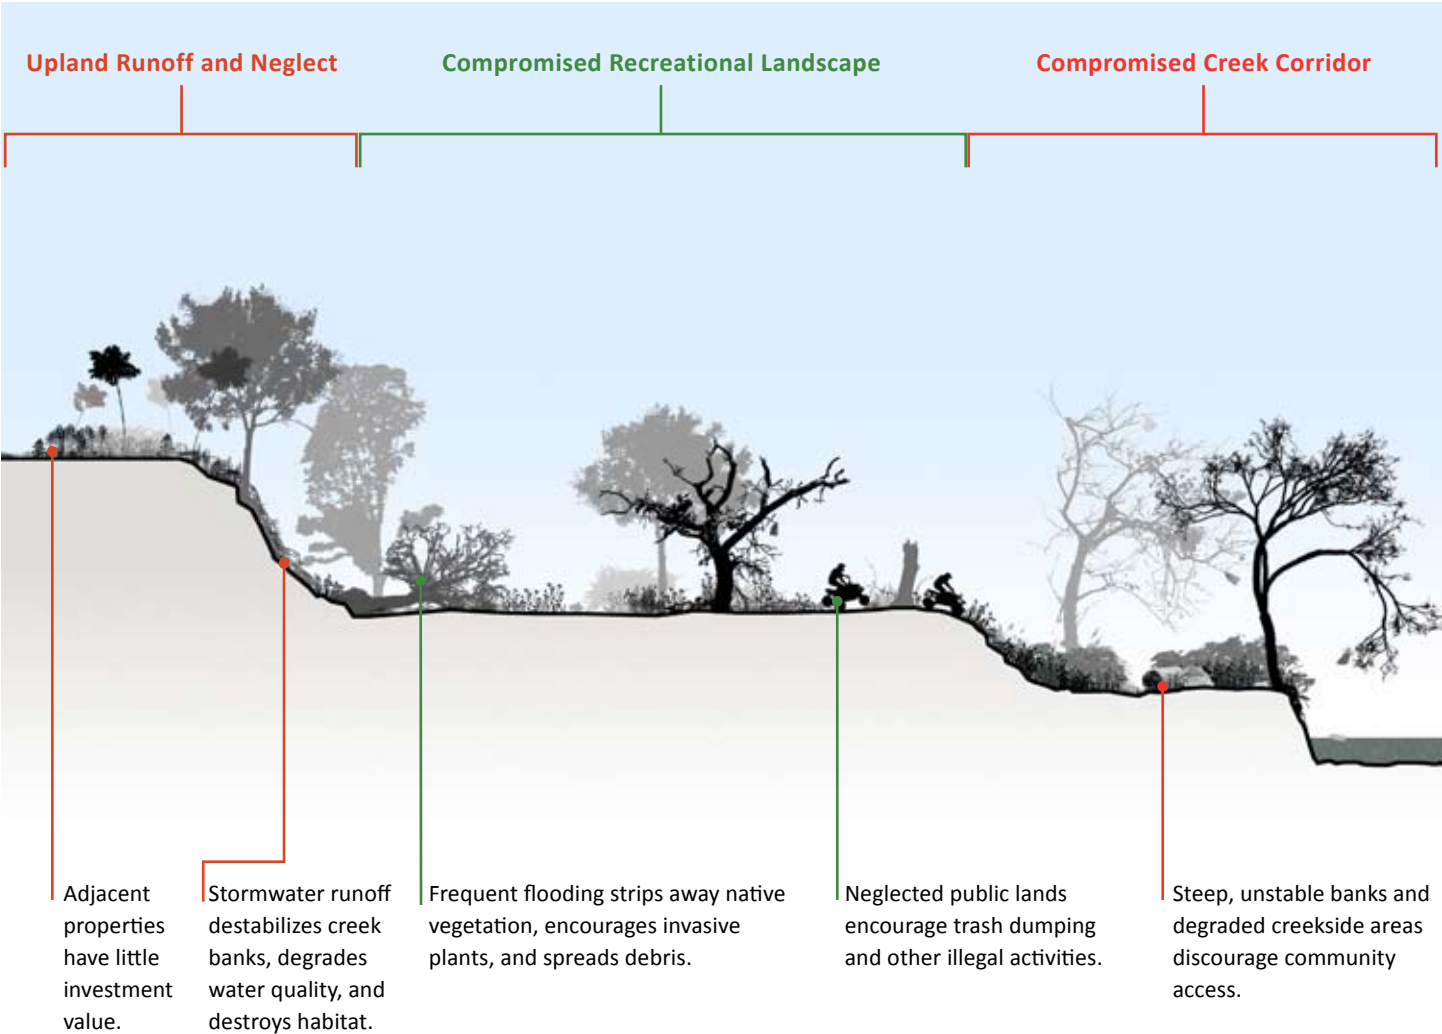 Upland Runoff and Neglect
Compromised Recreational Landscape
Compromised Creek Corridor
Adjacent
properties
have little
investment
value.
Stormwater runoff
destabilizes creek
banks, degrades
water quality, and
destroys habitat.
Frequent flooding strips away native
vegetation, encourages invasive
plants, and spreads debris.
Neglected public lands
encourage trash dumping
and other illegal activities.
Steep, unstable banks and
degraded creekside areas
discourage community
access.